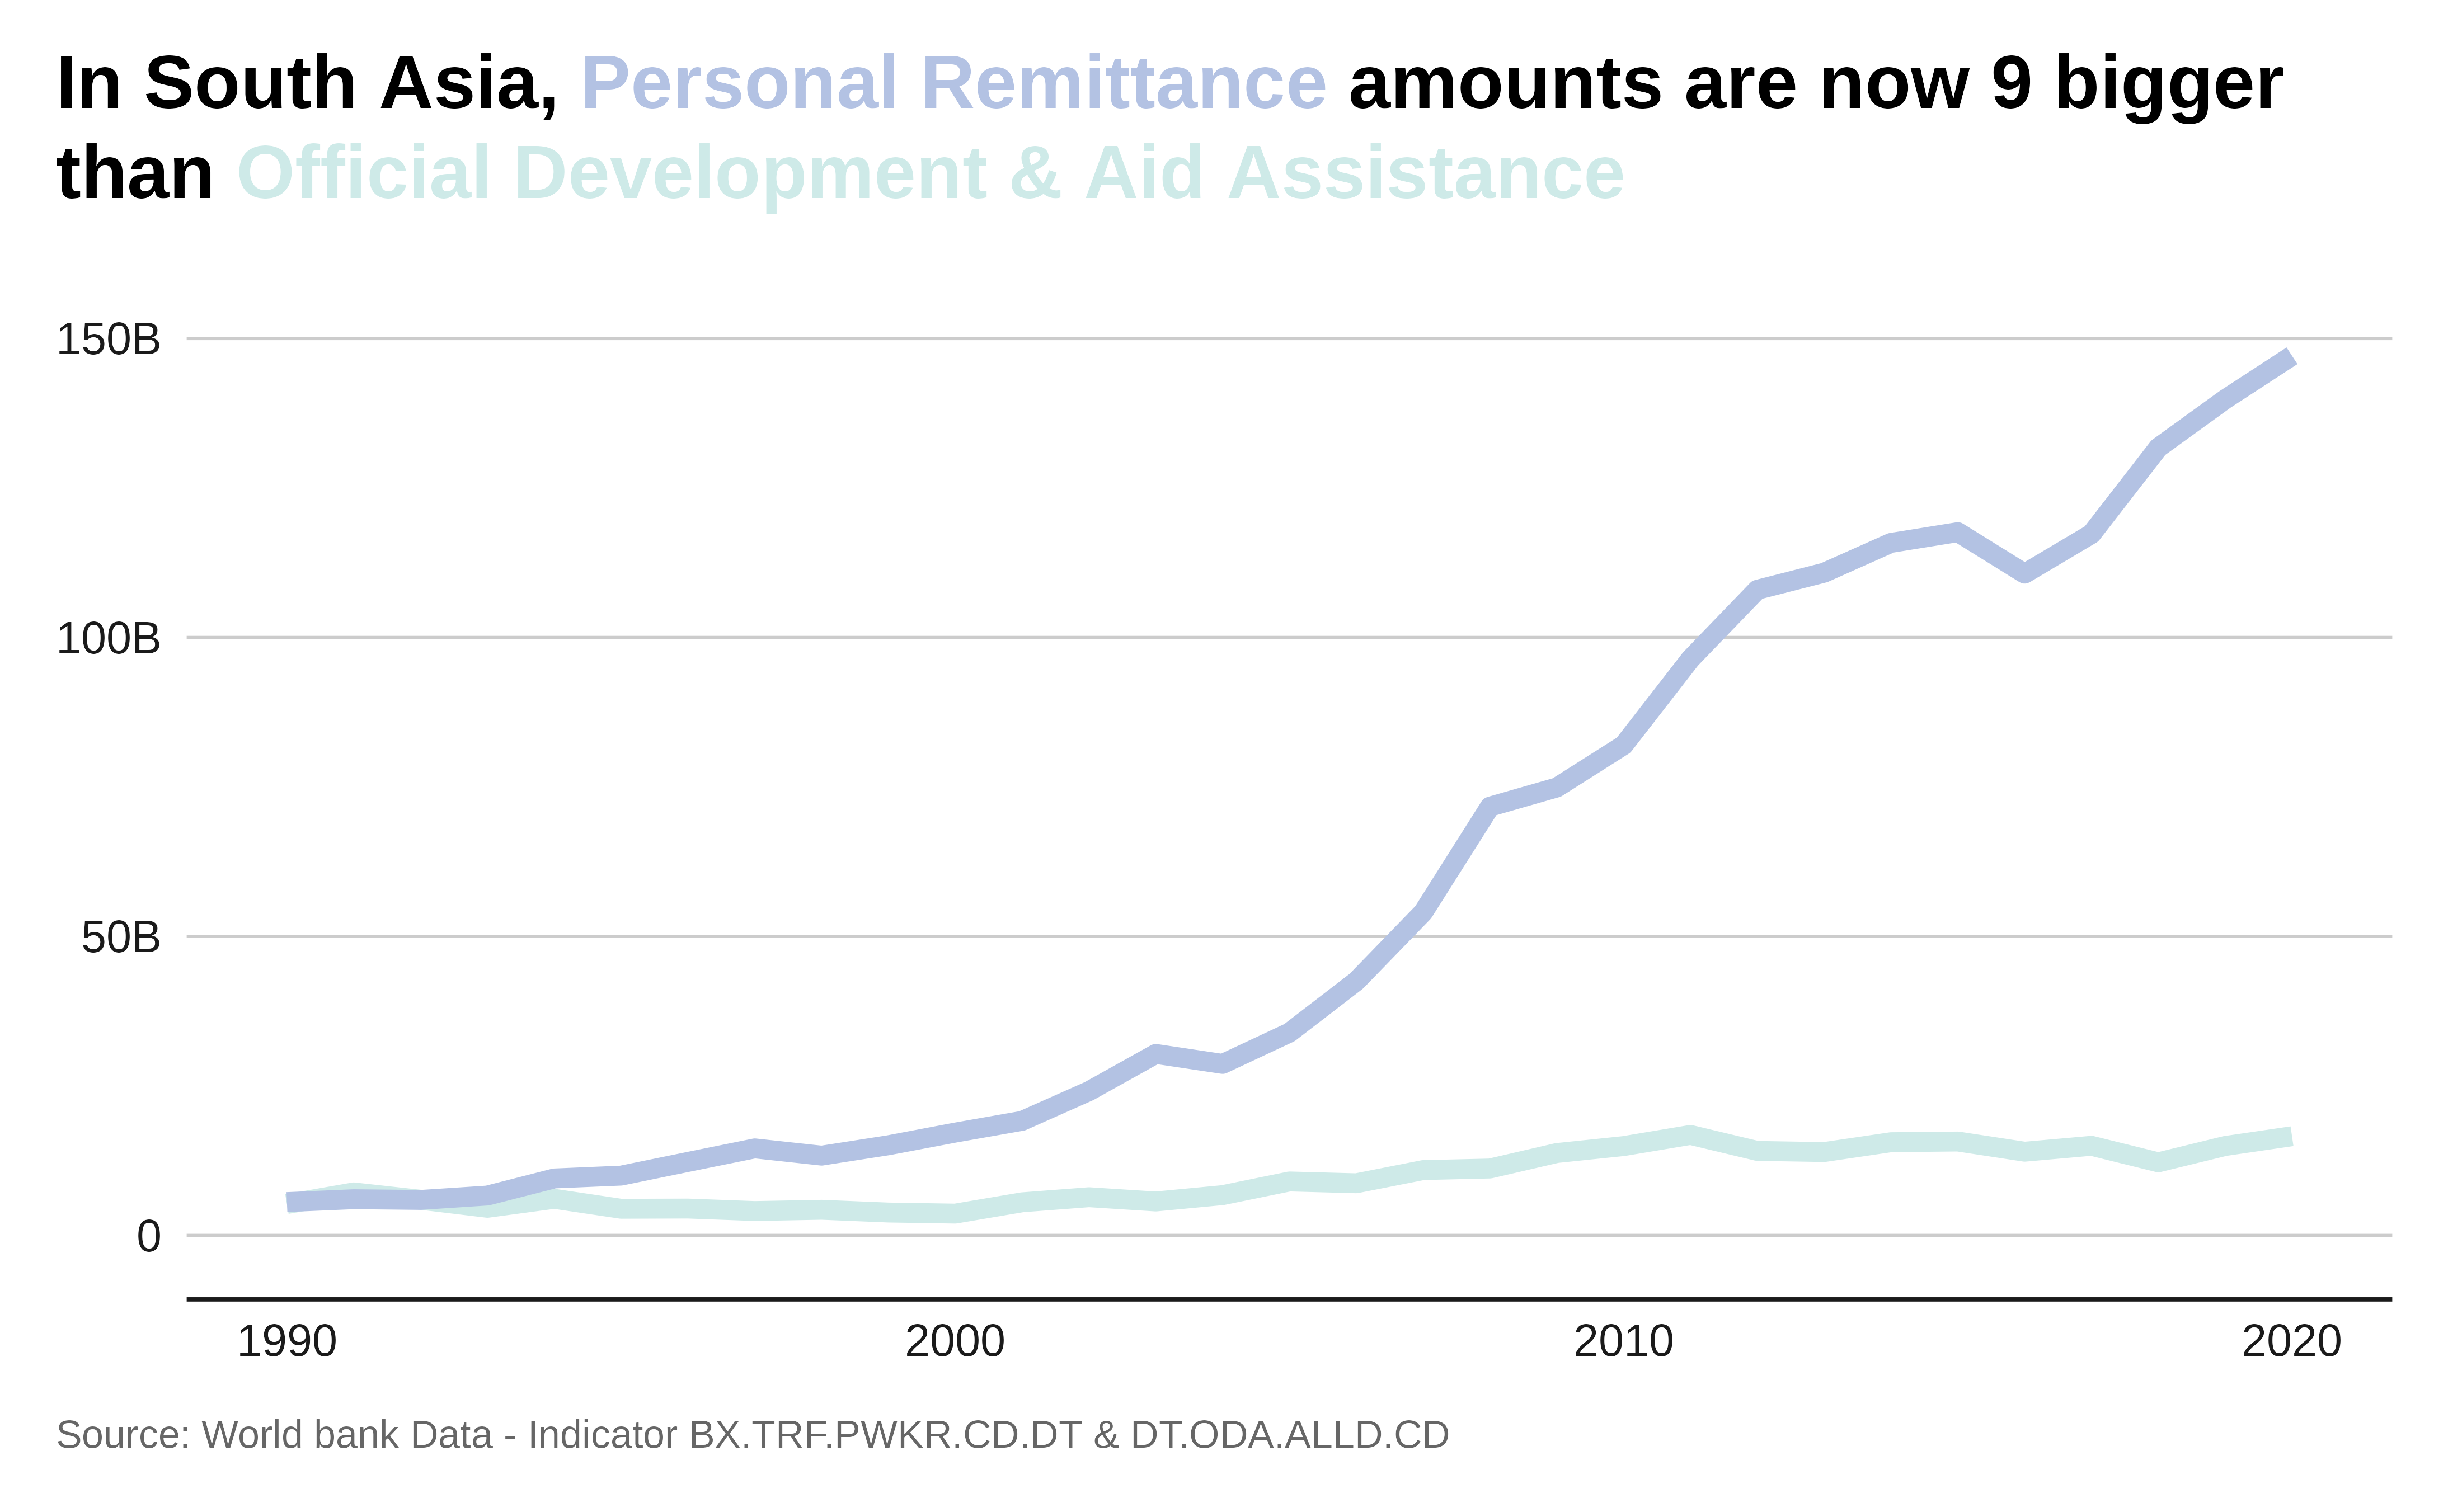 In South Asia, Personal Remittance amounts are now 9 bigger
than Official Development & Aid Assistance
150B
100B
50B
0
1990 2000 2010 2020
Source: World bank Data - Indicator BX.TRF.PWKR.CD.DT & DT.ODA.ALLD.CD